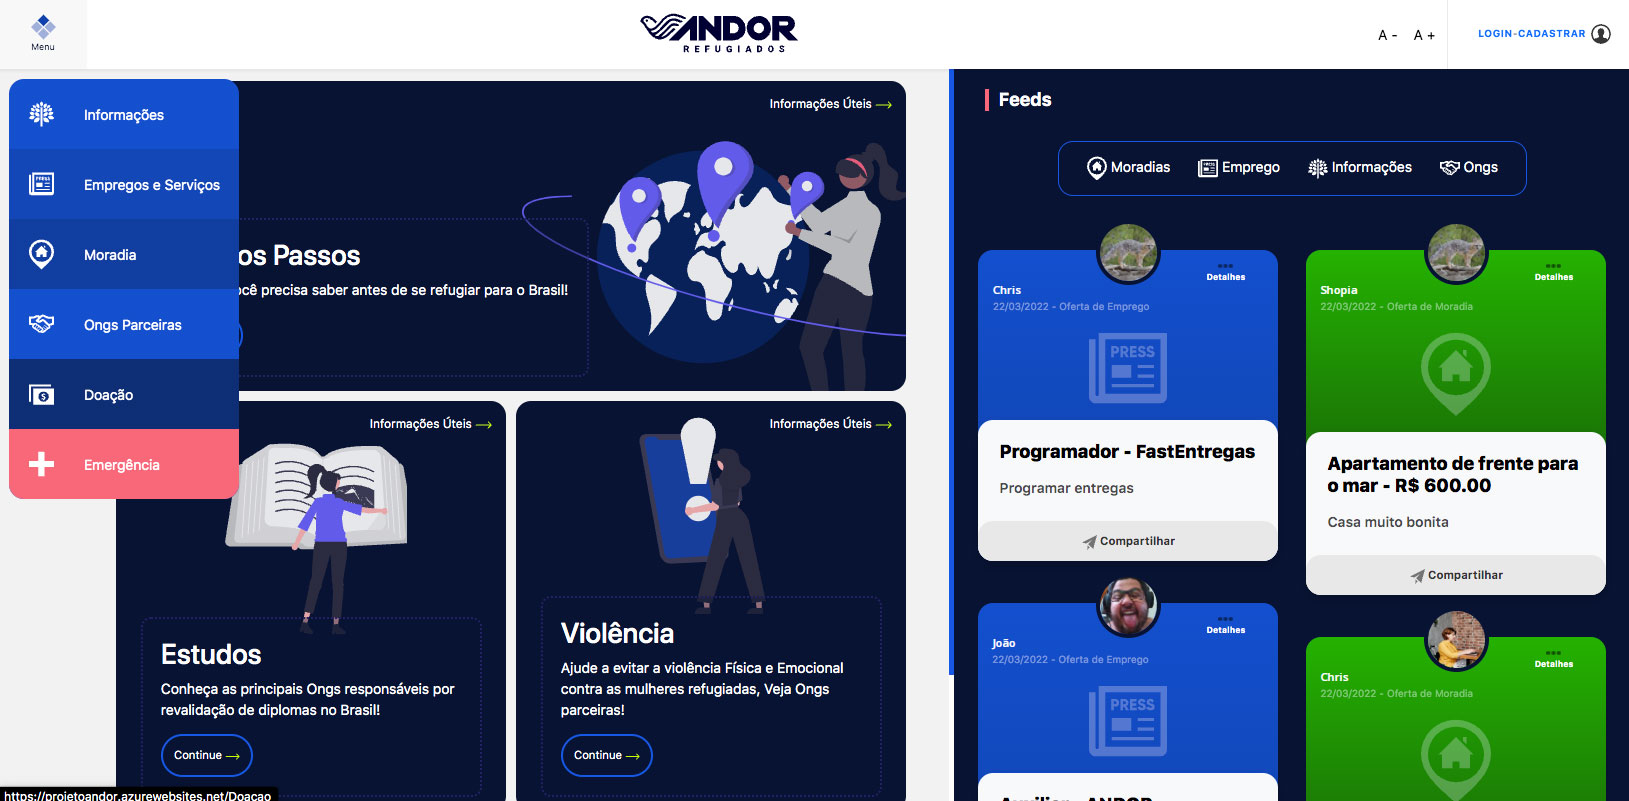 Menu
ANDOR
REFUGIADOS
A -
A +
LOGIN-CADASTRAR
Informações
Empregos e Serviços
Moradia
Ongs Parceiras
Doação
Emergência
Informações Úteis
os Passos
ocê precisa saber antes de se refugiar para o Brasil!
Informações Úteis
Estudos
Conheça as principais Ongs responsáveis por
revalidação de diplomas no Brasil!
Continue
Informações Úteis
Violência
Ajude a evitar a violência Física e Emocional
contra as mulheres refugiadas, Veja Ongs
parceiras!
Continue
Feeds
Moradias
PRESS
Emprego
Informações
Ongs
Detalhes
Chris
22/03/2022 - Oferta de Emprego
PRESS
Programador - FastEntregas
Programar entregas
Compartilhar
Detalhes
Shopia
22/03/2022 - Oferta de Moradia
Apartamento de frente para
o mar - R$ 600.00
Casa muito bonita
Compartilhar
Detalhes
João
22/03/2022 - Oferta de Emprego
PRESS
Auxiliar - ANDOR
Detalhes
Chris
22/03/2022 - Oferta de Moradia
https://projetoandor.azurewebsites.net/Doacao